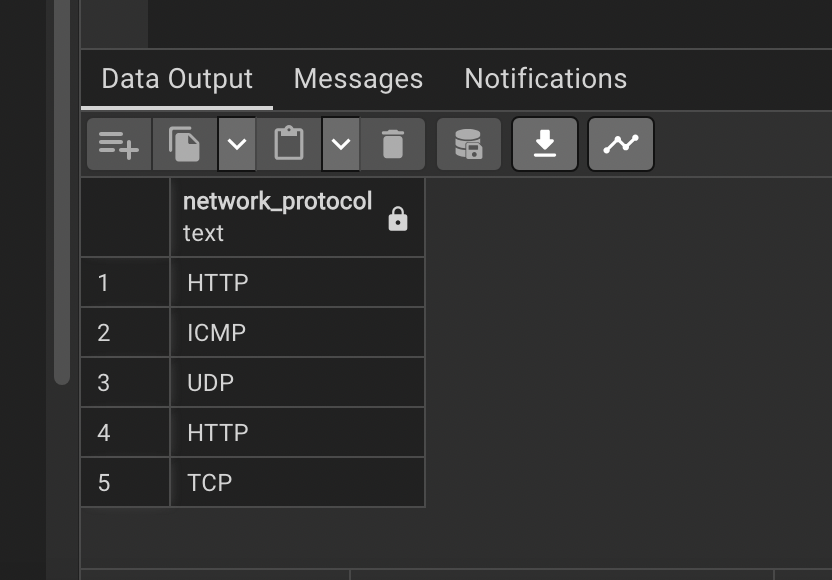 Data Output Messages Notifications
network_protocol
text
1 HTTP
2 ICMP
3 UDP
4 HTTP
5 TCP